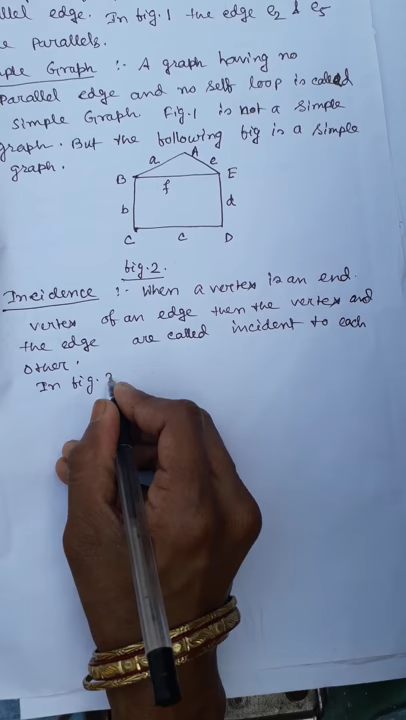 llel edge. In fig. 1 the edge e2 & e5
e Parallels.
ple Graph :- A graph having no
Parallel edge and no self loop is called
simple Graph. Fig.1 is not a simple
graph. But the following fig is a simple
graph.
A
a e
B E
f
b d
C c D
fig.2.
Incidence :- When a vertex is an end.
vertex of an edge then the vertex and
the edge are called incident to each
other.
In fig. 2